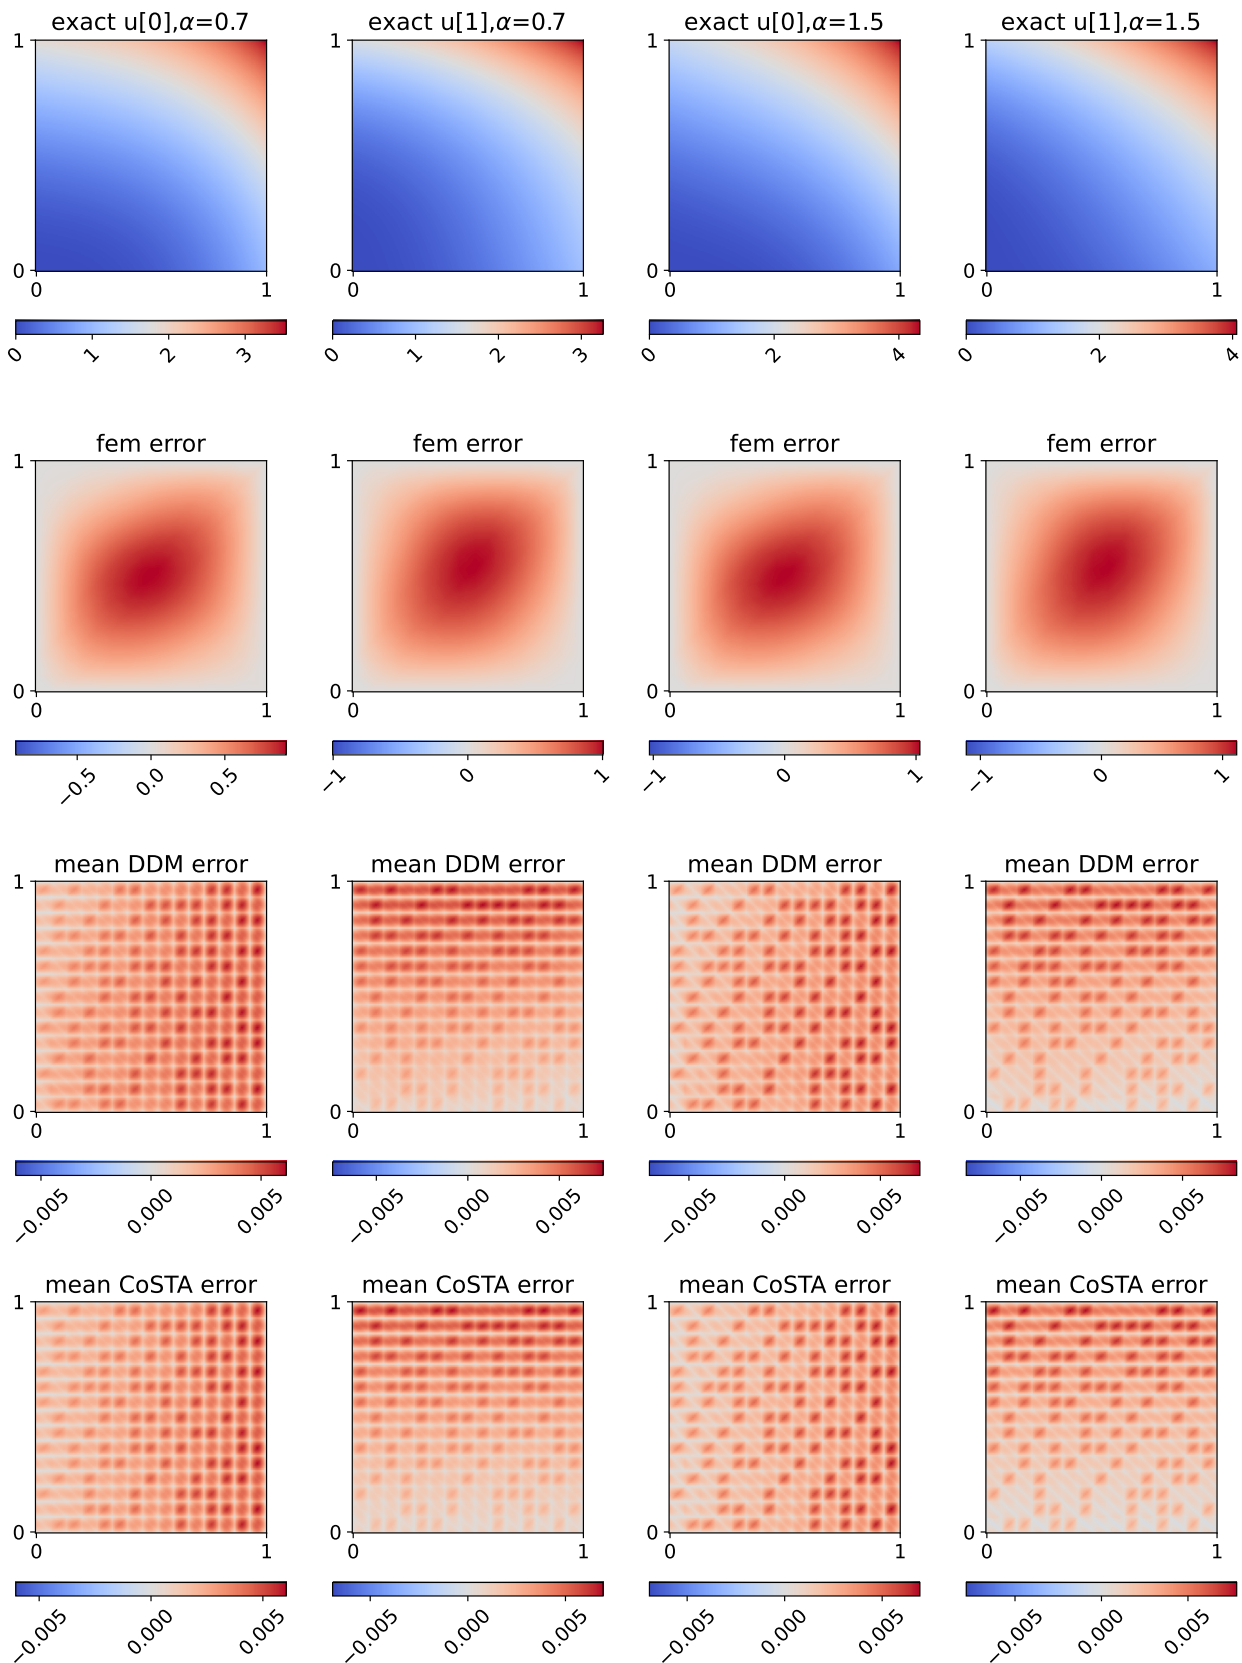 exact u[0],α=0.7 exact u[1],α=0.7 exact u[0],α=1.5 exact u[1],α=1.5
1 1 1 1
0 0 0 0
0 1 0 1 0 1 0 1
0 1 2 3 0 1 2 3 0 2 4 0 2 4
fem error fem error fem error fem error
1 1 1 1
0 0 0 0
0 1 0 1 0 1 0 1
−0.5 0.0 0.5 −1 0 1 −1 0 1 −1 0 1
mean DDM error mean DDM error mean DDM error mean DDM error
1 1 1 1
0 0 0 0
0 1 0 1 0 1 0 1
−0.005 0.000 0.005 −0.005 0.000 0.005 −0.005 0.000 0.005 −0.005 0.000 0.005
mean CoSTA error mean CoSTA error mean CoSTA error mean CoSTA error
1 1 1 1
0 0 0 0
0 1 0 1 0 1 0 1
−0.005 0.000 0.005 −0.005 0.000 0.005 −0.005 0.000 0.005 −0.005 0.000 0.005